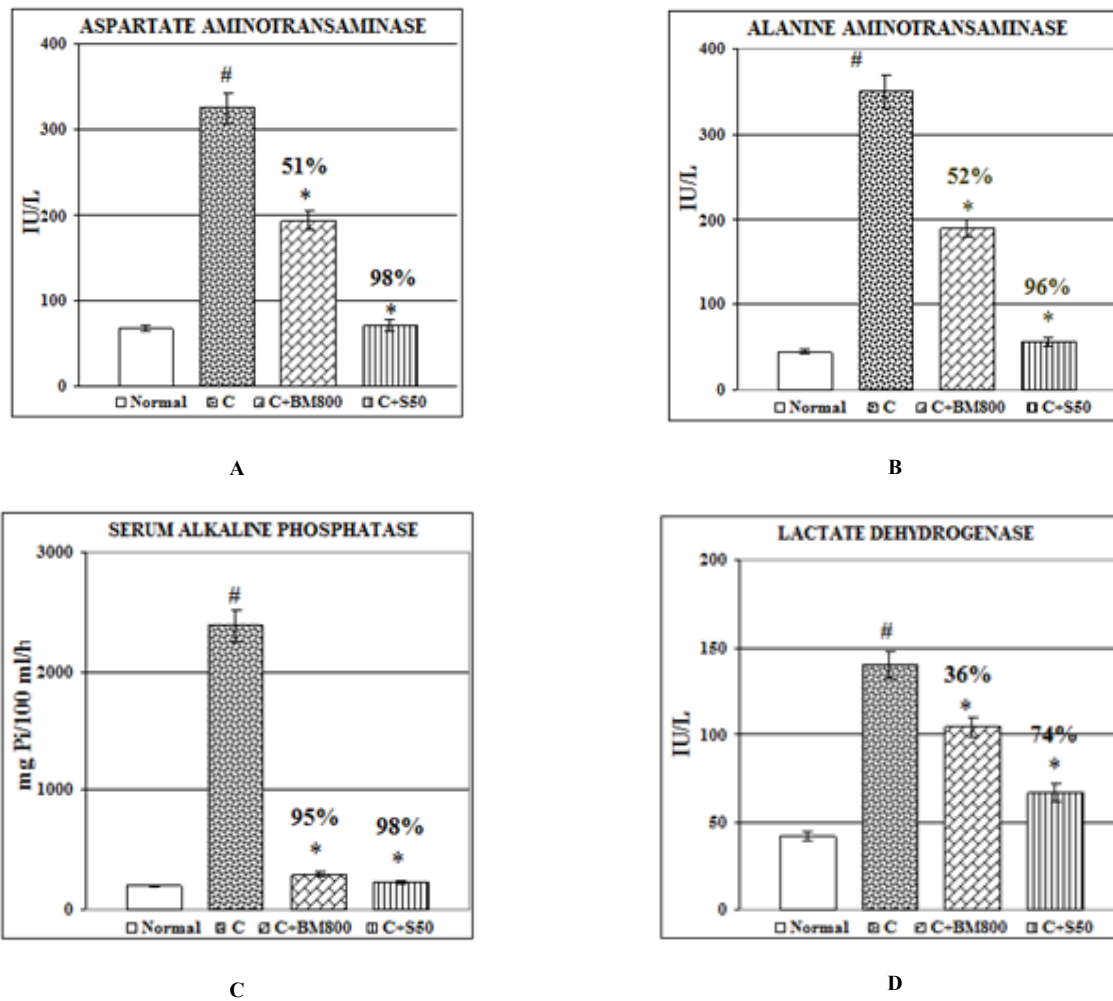 ASPARTATE AMINOTRANSAMINASE
400
300
200
100
0
IU/L
#
51%
*
98%
*
Normal C C+BM800 C+S50
A
ALANINE AMINOTRANSAMINASE
400
300
200
100
0
IU/L
#
52%
*
96%
*
Normal C C+BM800 C+S50
B
SERUM ALKALINE PHOSPHATASE
3000
2000
1000
0
mg Pi/100 ml/h
#
95%
*
98%
*
Normal C C+BM800 C+S50
C
LACTATE DEHYDROGENASE
200
150
100
50
0
IU/L
#
36%
*
74%
*
Normal C C+BM800 C+S50
D